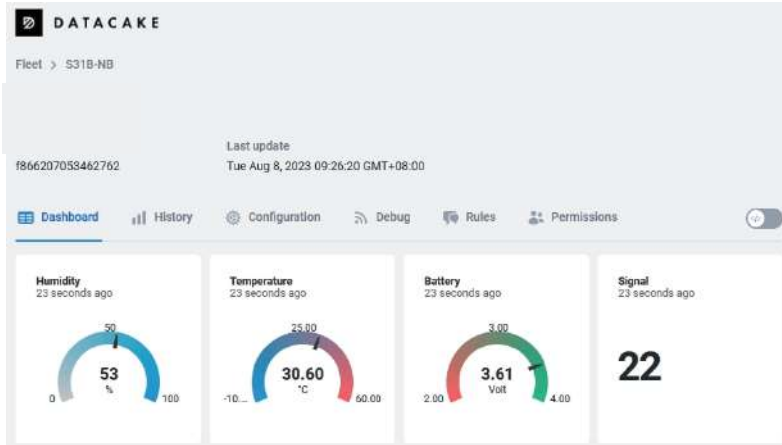 DATACAKE
Fleet > S31B-NB
Last update
f866207053462762
Tue Aug 8, 2023 09:26:20 GMT+08:00
Dashboard History Configuration Debug Rules Permissions
Humidity
23 seconds ago
50
53
%
0 100
Temperature
23 seconds ago
25.00
30.60
°C
-10... 60.00
Battery
23 seconds ago
3.00
3.61
Volt
2.00 4.00
Signal
23 seconds ago
22